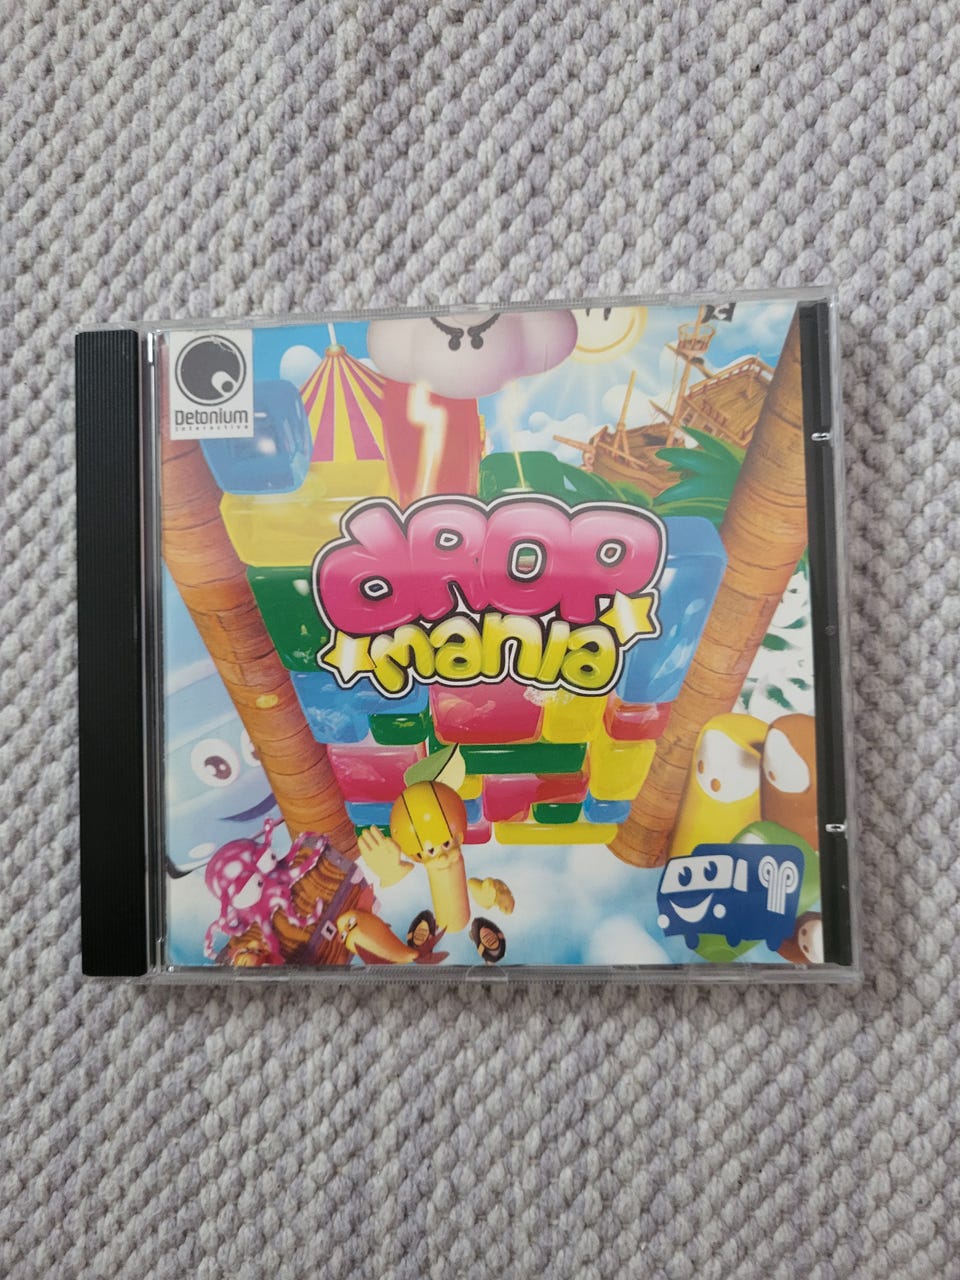 Detonium
interactive
DROP
mania